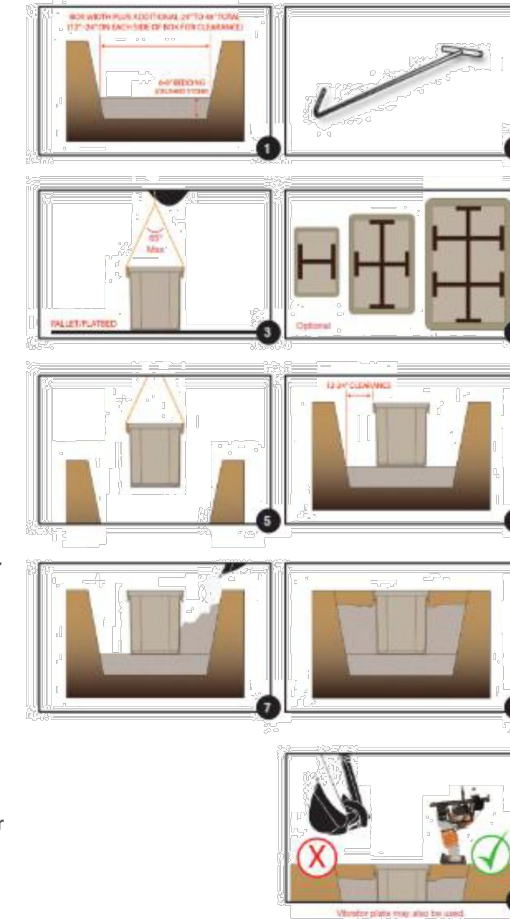 BOX WIDTH PLUS ADDITIONAL 24" TO 48" TOTAL
(12"-24" ON EACH SIDE OF BOX FOR CLEARANCE)
6-8" BEDDING
(CRUSHED STONE)
1
65°
Max
PALLET/FLATBED
3
Optional
5
12-24" CLEARANCE
7
X
Vibrator plate may also be used.